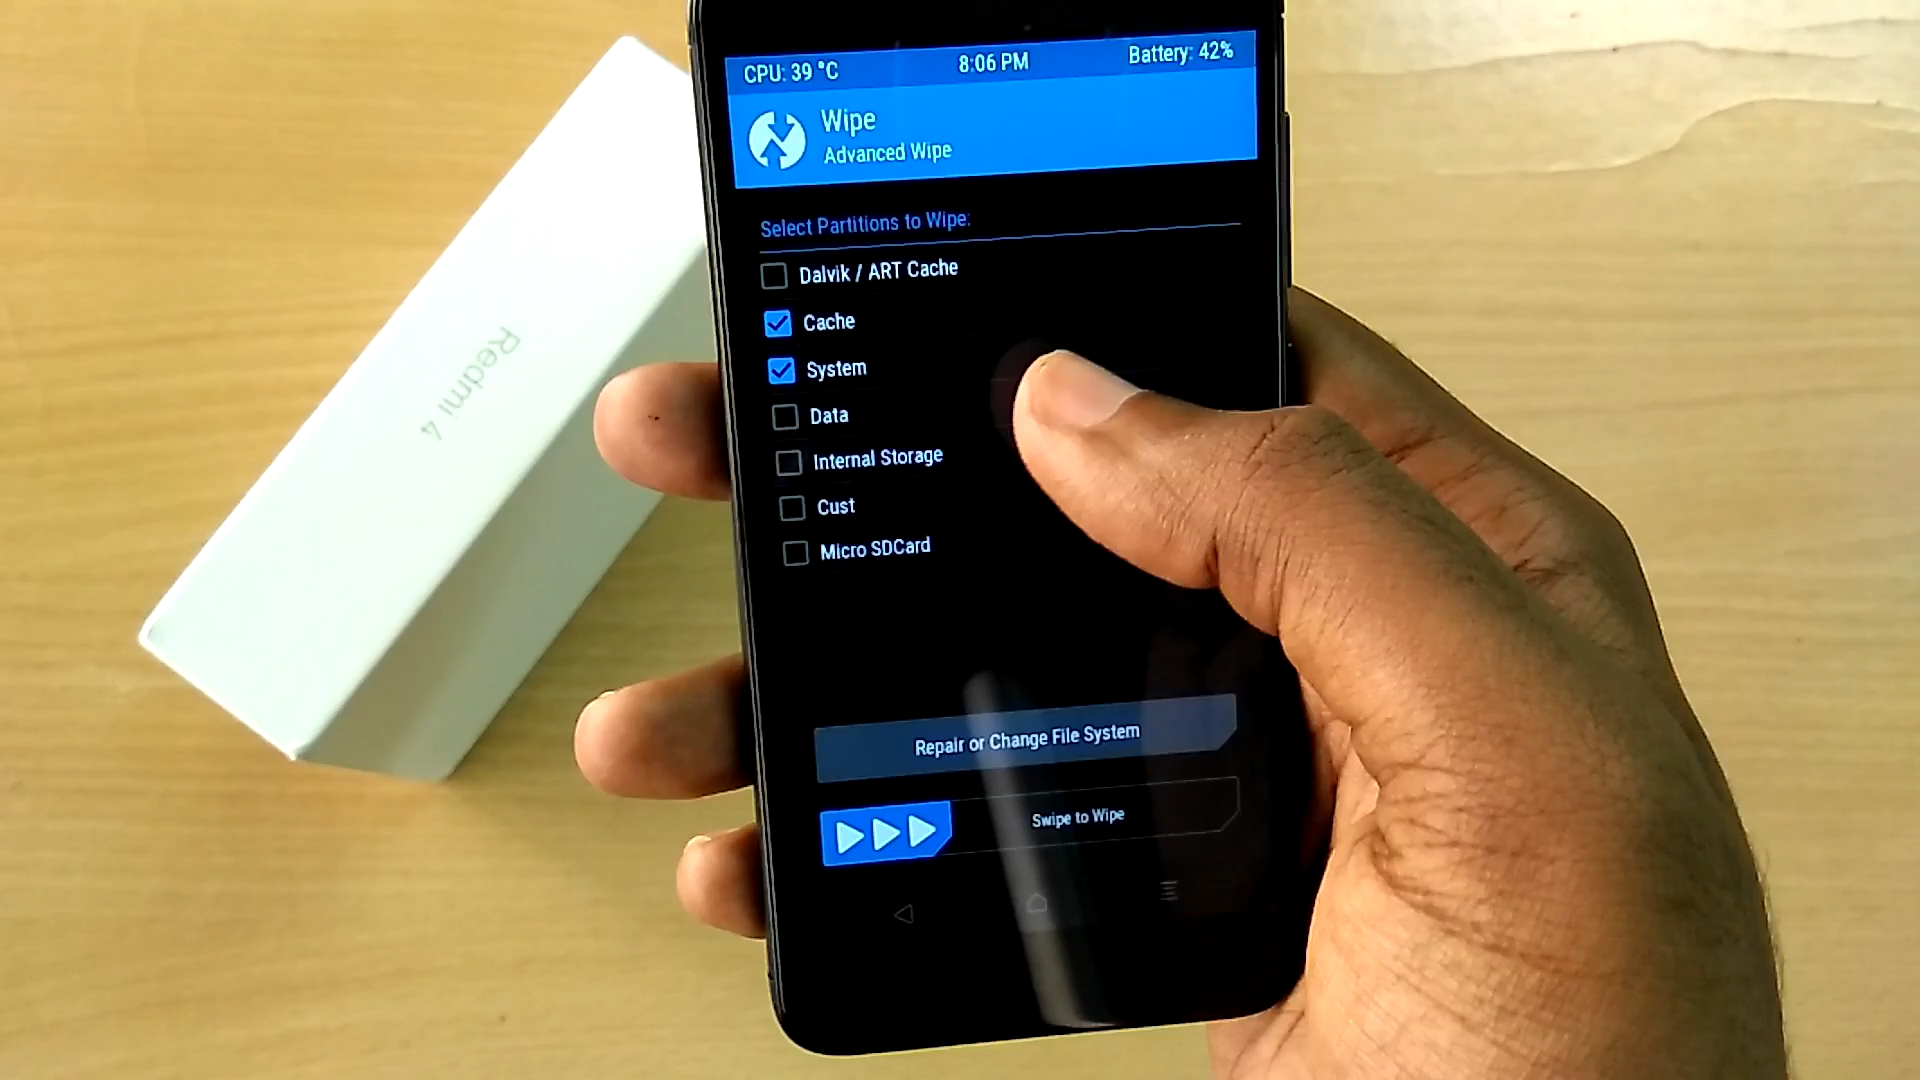 CPU: 39 °C 8:06 PM Battery: 42%
Wipe
Advanced Wipe
Select Partitions to Wipe:
Dalvik / ART Cache
Cache
System
Data
Internal Storage
Cust
Micro SDCard
Repair or Change File System
Swipe to Wipe
Redmi 4